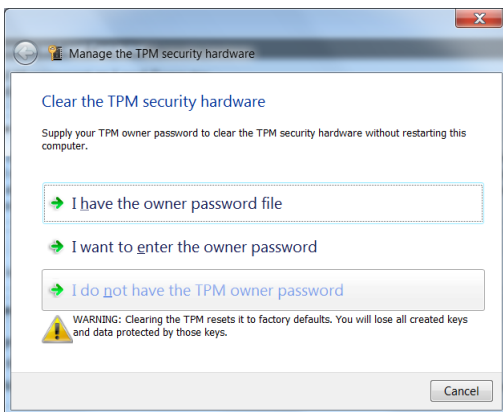 Manage the TPM security hardware
Clear the TPM security hardware
Supply your TPM owner password to clear the TPM security hardware without restarting this
computer.
I have the owner password file
I want to enter the owner password
I do not have the TPM owner password
WARNING: Clearing the TPM resets it to factory defaults. You will lose all created keys
and data protected by those keys.
Cancel